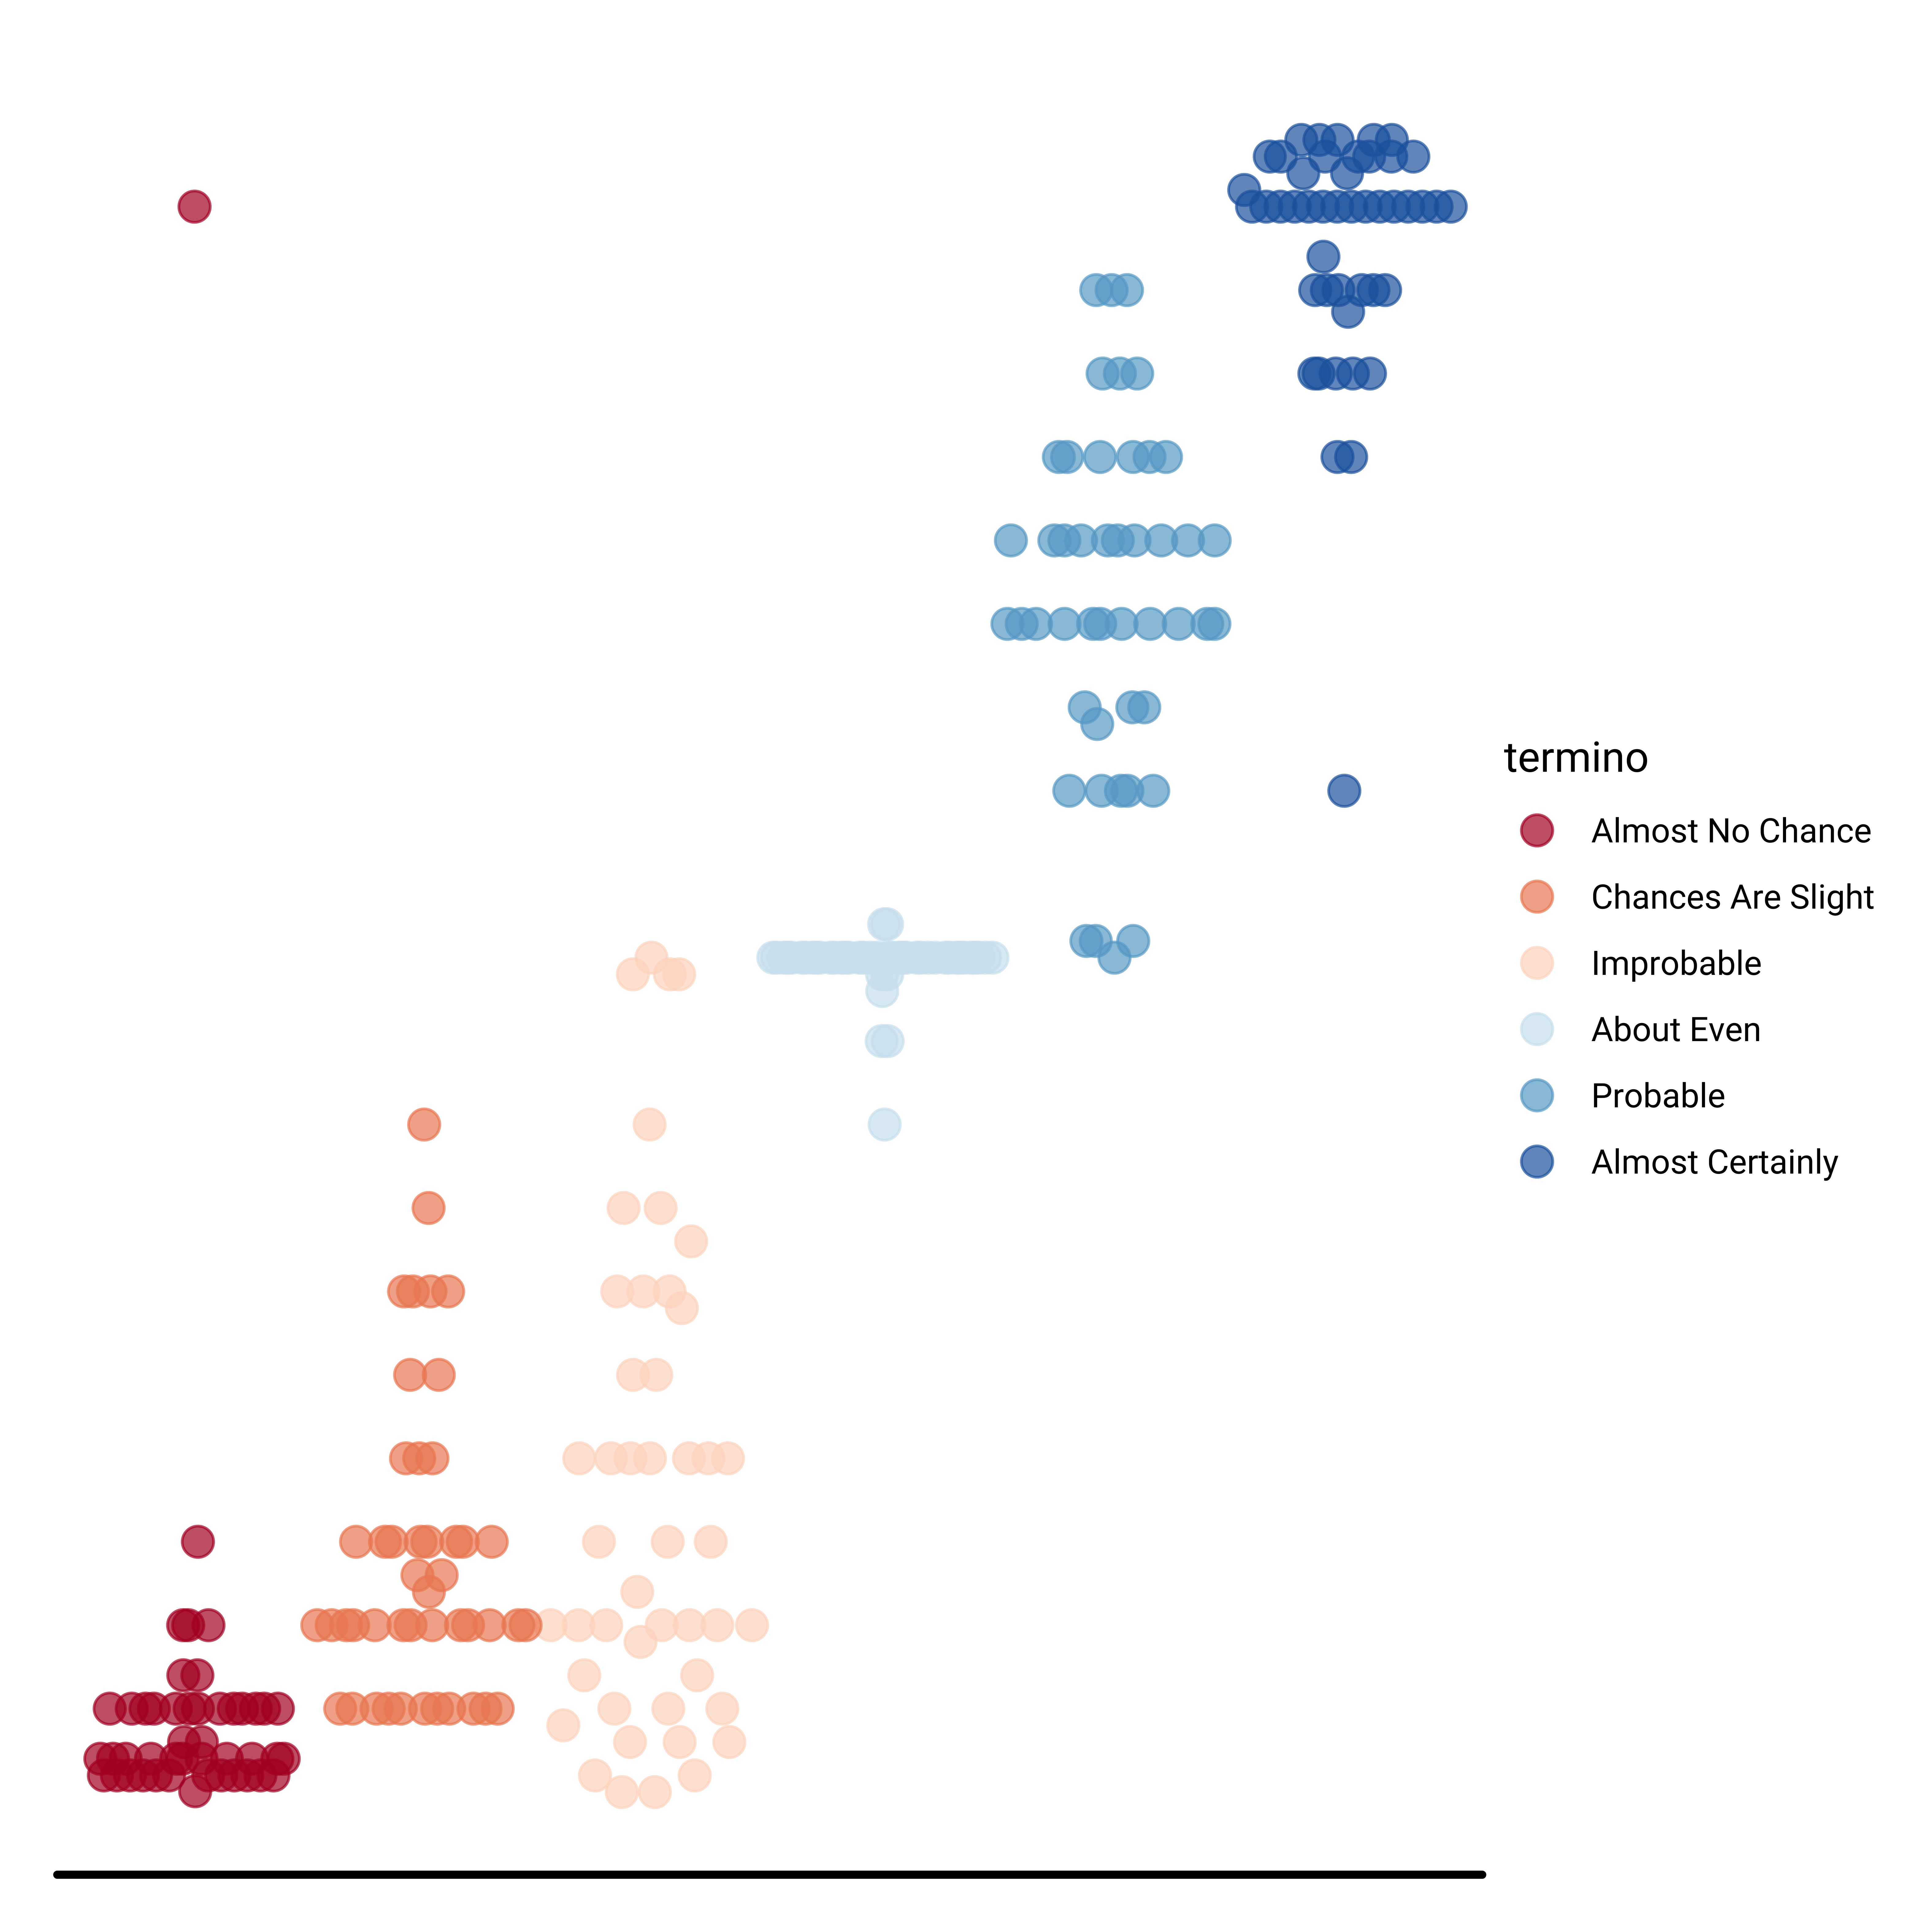 termino
Almost No Chance
Chances Are Slight
Improbable
About Even
Probable
Almost Certainly